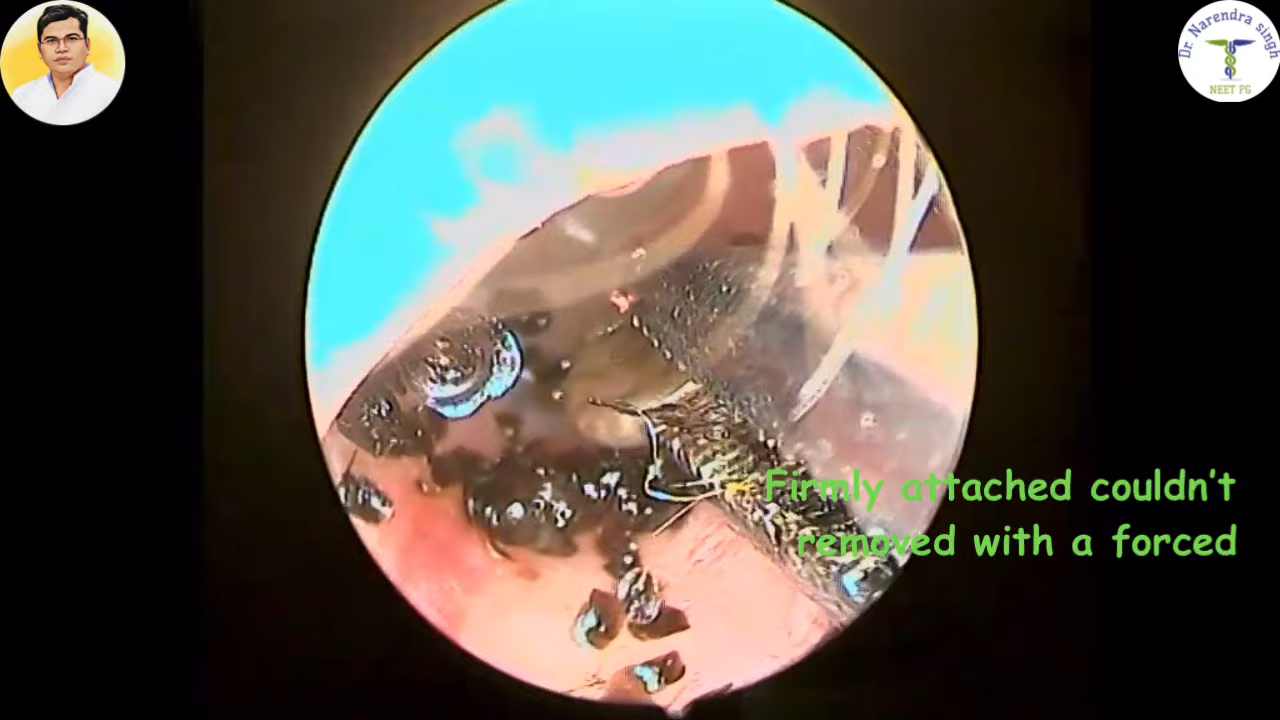 Dr. Narendra singh
NEET PG
Firmly attached couldn't
removed with a forced